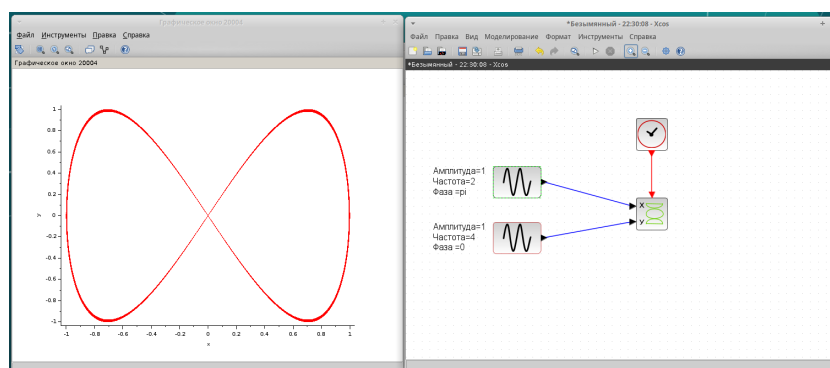 Графическое окно 20004
Файл Инструменты Правка Справка
Графическое окно 20004
1
0.8
0.6
0.4
0.2
0
-0.2
-0.4
-0.6
-0.8
-1
y
-1 -0.8 -0.6 -0.4 -0.2 0 0.2 0.4 0.6 0.8 1
x
*Безымянный - 22:30:08 - Xcos
Файл Правка Вид Моделирование Формат Инструменты Справка
*Безымянный - 22:30:08 - Xcos
Амплитуда=1
Частота=2
Фаза =pi
Амплитуда=1
Частота=4
Фаза =0
X
У